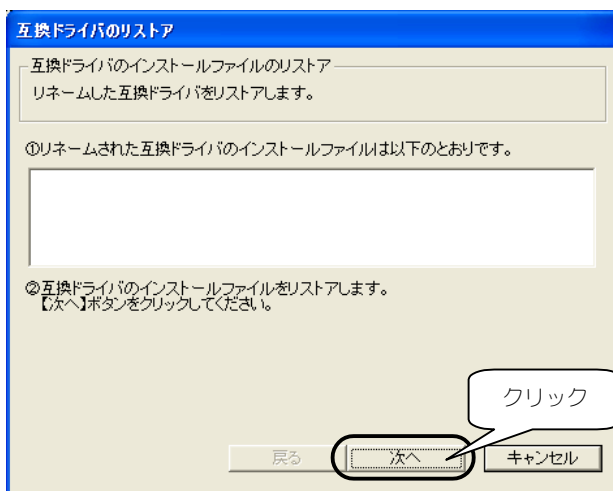 互換ドライバのリストア
互換ドライバのインストールファイルのリストア
リネームした互換ドライバをリストアします。
①リネームされた互換ドライバのインストールファイルは以下のとおりです。
②互換ドライバのインストールファイルをリストアします。
【次へ】ボタンをクリックしてください。
クリック
戻る
次へ
キャンセル